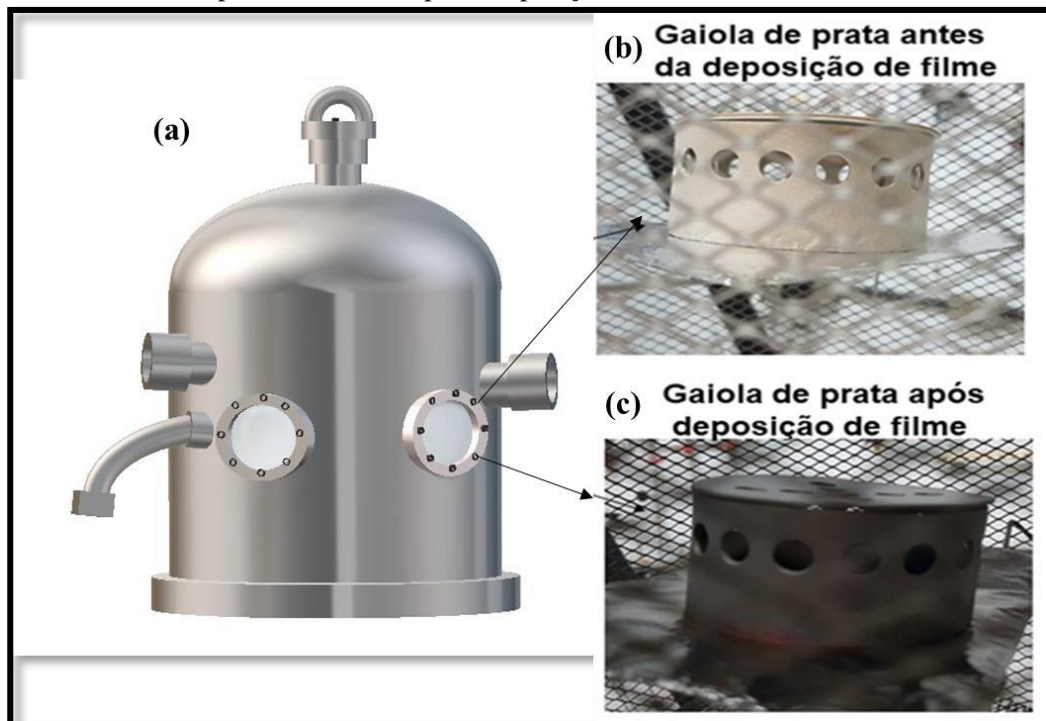 (a)
(b) Gaiola de prata antes
da deposição de filme
(c) Gaiola de prata após
deposição de filme